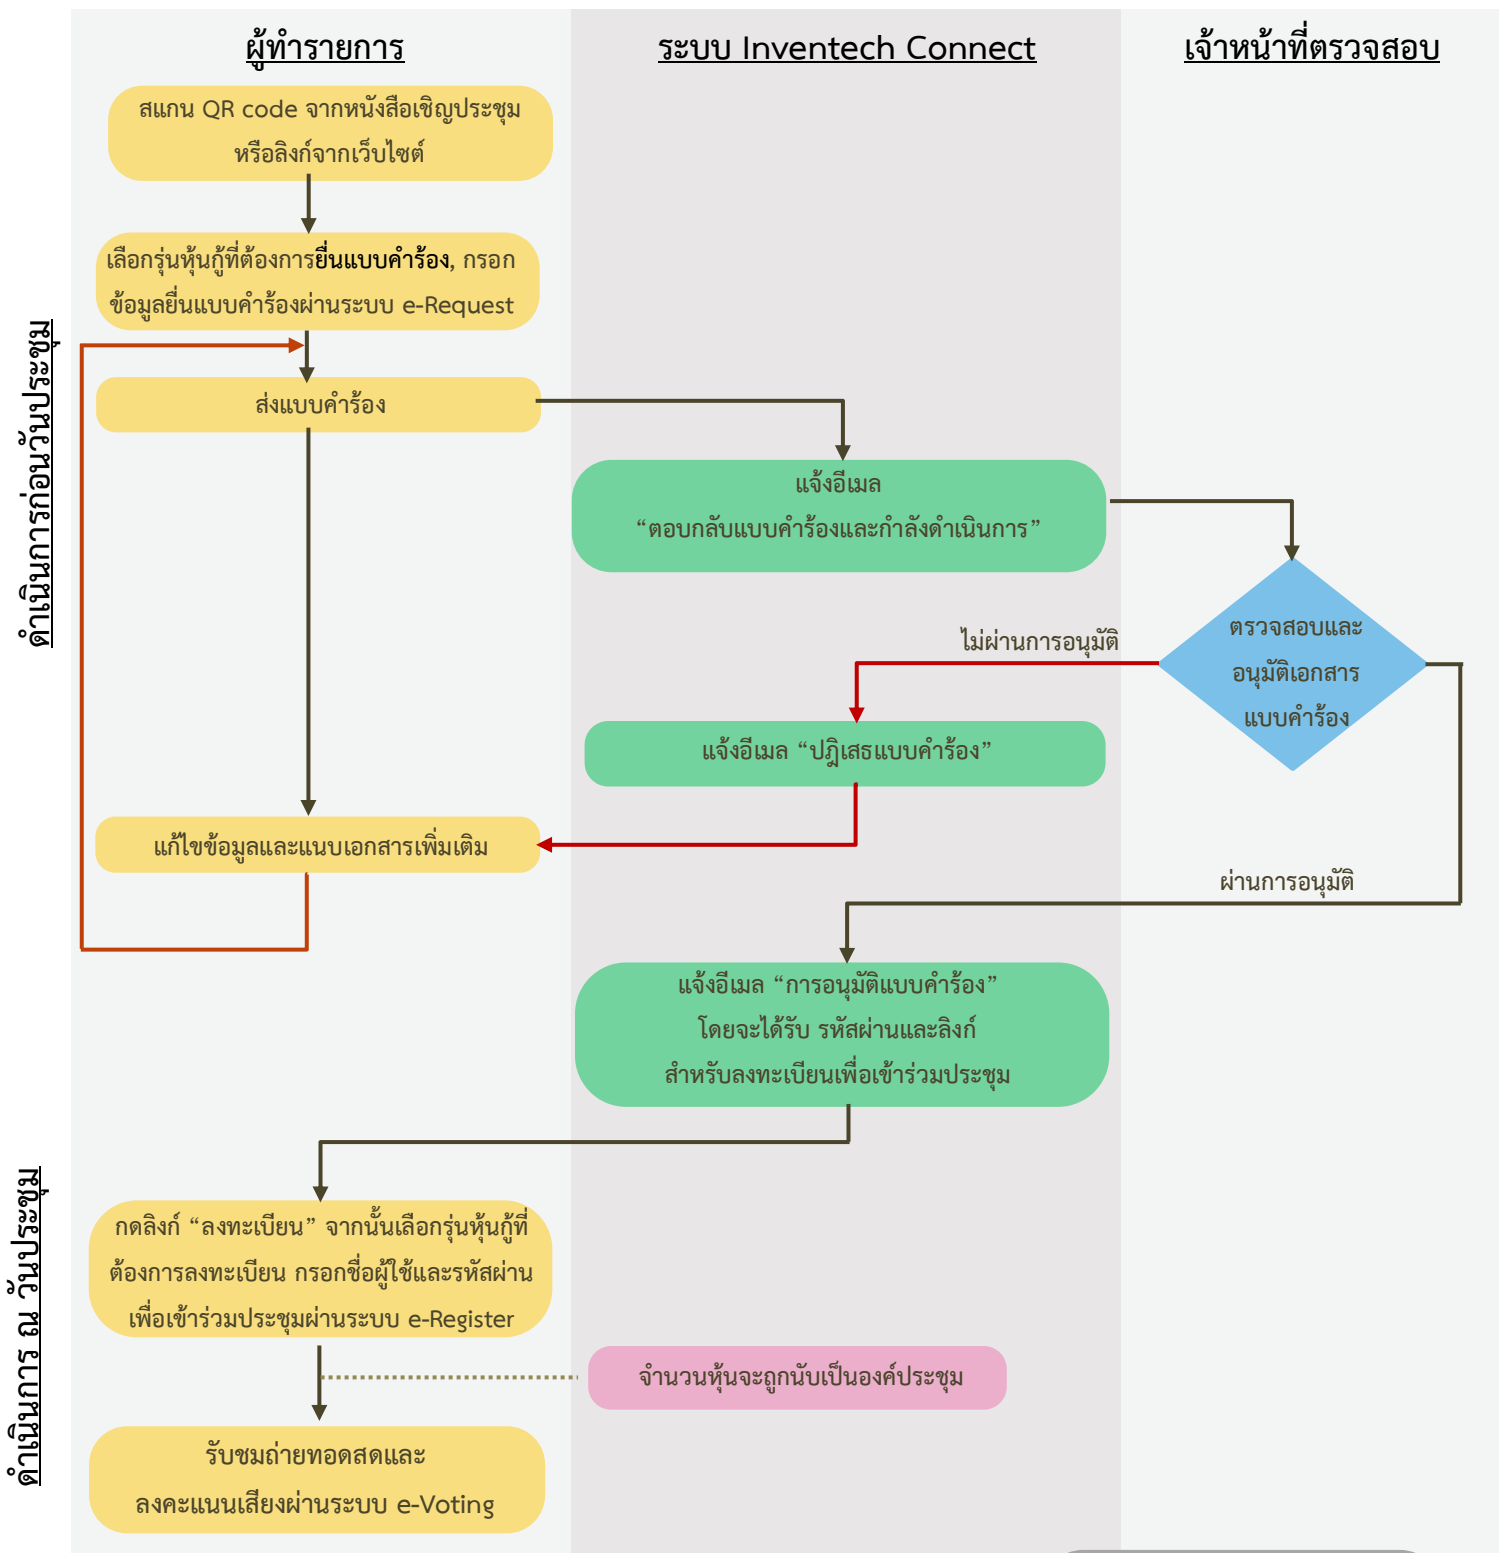 ผู้ทำรายการ
ระบบ Inventech Connect
เจ้าหน้าที่ตรวจสอบ
ดำเนินการก่อนวันประชุม
สแกน QR code จากหนังสือเชิญประชุม
หรือลิงก์จากเว็บไซต์
เลือกรุ่นหุ้นกู้ที่ต้องการยื่นแบบคำร้อง, กรอก
ข้อมูลยื่นแบบคำร้องผ่านระบบ e-Request
ส่งแบบคำร้อง
แจ้งอีเมล
“ตอบกลับแบบคำร้องและกำลังดำเนินการ”
ตรวจสอบและ
อนุมัติเอกสาร
แบบคำร้อง
ไม่ผ่านการอนุมัติ
แจ้งอีเมล “ปฎิเสธแบบคำร้อง”
แก้ไขข้อมูลและแนบเอกสารเพิ่มเติม
ผ่านการอนุมัติ
แจ้งอีเมล “การอนุมัติแบบคำร้อง”
โดยจะได้รับ รหัสผ่านและลิงก์
สำหรับลงทะเบียนเพื่อเข้าร่วมประชุม
ดำเนินการ ณ วันประชุม
กดลิงก์ “ลงทะเบียน” จากนั้นเลือกรุ่นหุ้นกู้ที่
ต้องการลงทะเบียน กรอกชื่อผู้ใช้และรหัสผ่าน
เพื่อเข้าร่วมประชุมผ่านระบบ e-Register
จำนวนหุ้นจะถูกนับเป็นองค์ประชุม
รับชมถ่ายทอดสดและ
ลงคะแนนเสียงผ่านระบบ e-Voting